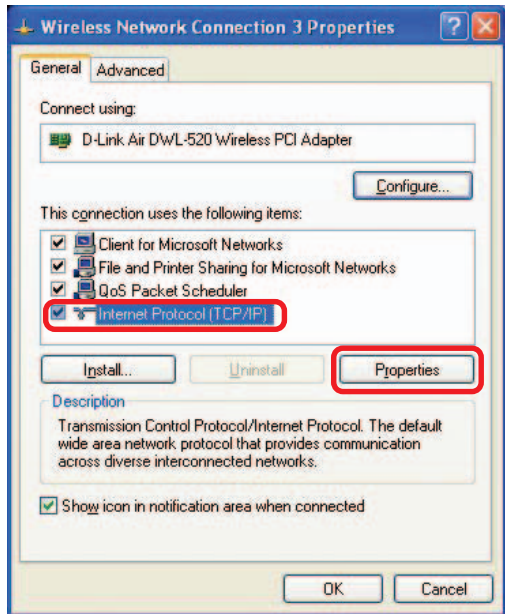 Wireless Network Connection 3 Properties
General Advanced
Connect using:
D-Link Air DWL-520 Wireless PCI Adapter
Configure...
This connection uses the following items:
Client for Microsoft Networks
File and Printer Sharing for Microsoft Networks
QoS Packet Scheduler
Internet Protocol (TCP/IP)
Install... Uninstall Properties
Description
Transmission Control Protocol/Internet Protocol. The default
wide area network protocol that provides communication
across diverse interconnected networks.
Show icon in notification area when connected
OK Cancel